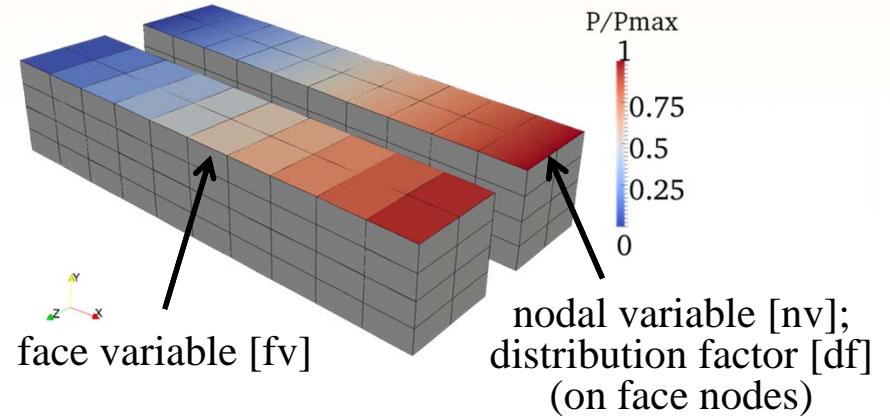 P/Pmax
1
0.75
0.5
0.25
0
Y
Z
X
face variable [fv]
nodal variable [nv];
distribution factor [df]
(on face nodes)